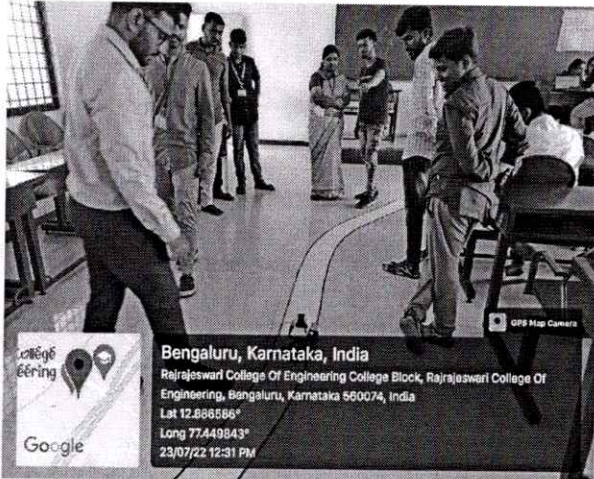 GPS Map Camera
Bengaluru, Karnataka, India
Rajrajeswari College Of Engineering College Block, Rajrajeswari College Of
Engineering, Bengaluru, Karnataka 560074, India
Lat 12.886586°
Long 77.449843°
23/07/22 12:31 PM
Google